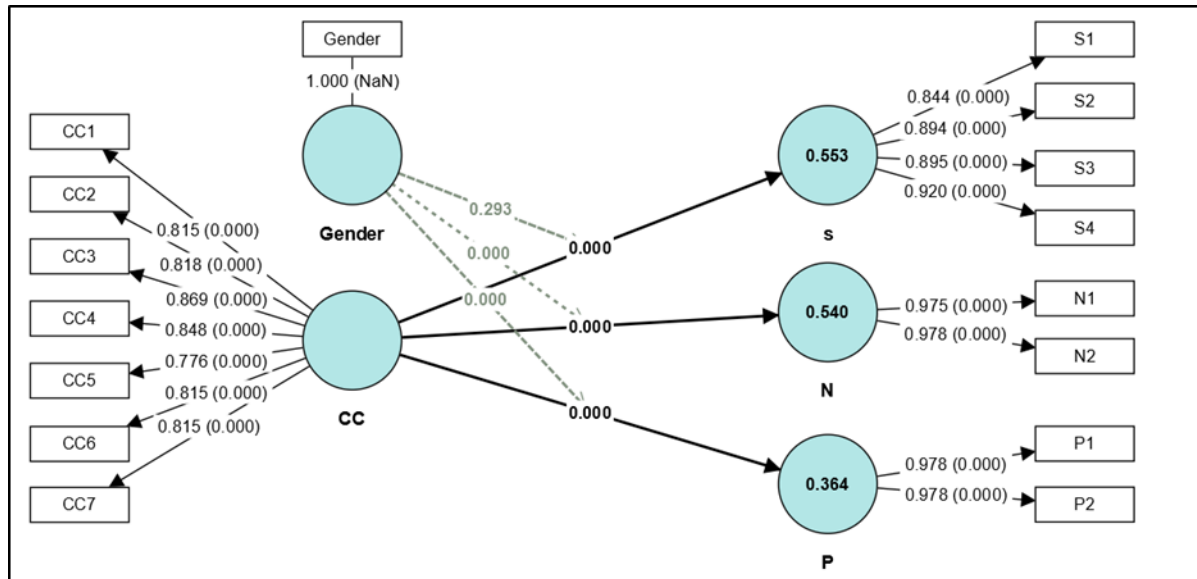 Gender
1.000 (NaN)
Gender
CC1
CC2
CC3
CC4
CC5
CC6
CC7
0.815 (0.000)
0.818 (0.000)
0.869 (0.000)
0.848 (0.000)
0.776 (0.000)
0.815 (0.000)
0.815 (0.000)
CC
0.293
0.000
0.000
0.000
0.000
0.000
0.553
s
0.540
N
0.364
P
0.844 (0.000)
0.894 (0.000)
0.895 (0.000)
0.920 (0.000)
S1
S2
S3
S4
0.975 (0.000)
0.978 (0.000)
N1
N2
0.978 (0.000)
0.978 (0.000)
P1
P2